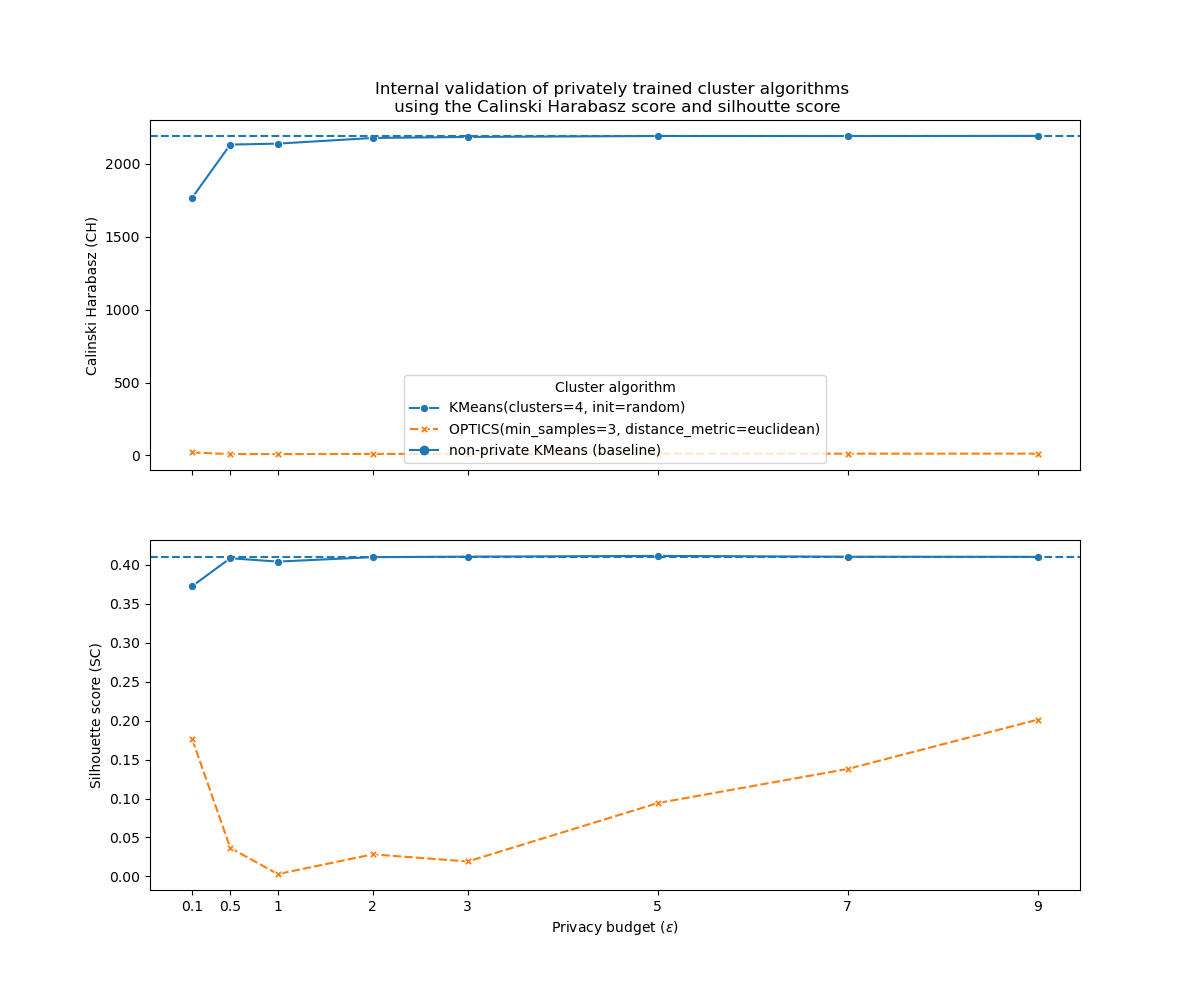 Internal validation of privately trained cluster algorithms
using the Calinski Harabasz score and silhoutte score
Calinski Harabasz (CH)
2000
1500
1000
500
0
Cluster algorithm
KMeans(clusters=4, init=random)
OPTICS(min_samples=3, distance_metric=euclidean)
non-private KMeans (baseline)
Silhouette score (SC)
0.40
0.35
0.30
0.25
0.20
0.15
0.10
0.05
0.00
0.1 0.5 1 2 3 5 7 9
Privacy budget (ε)